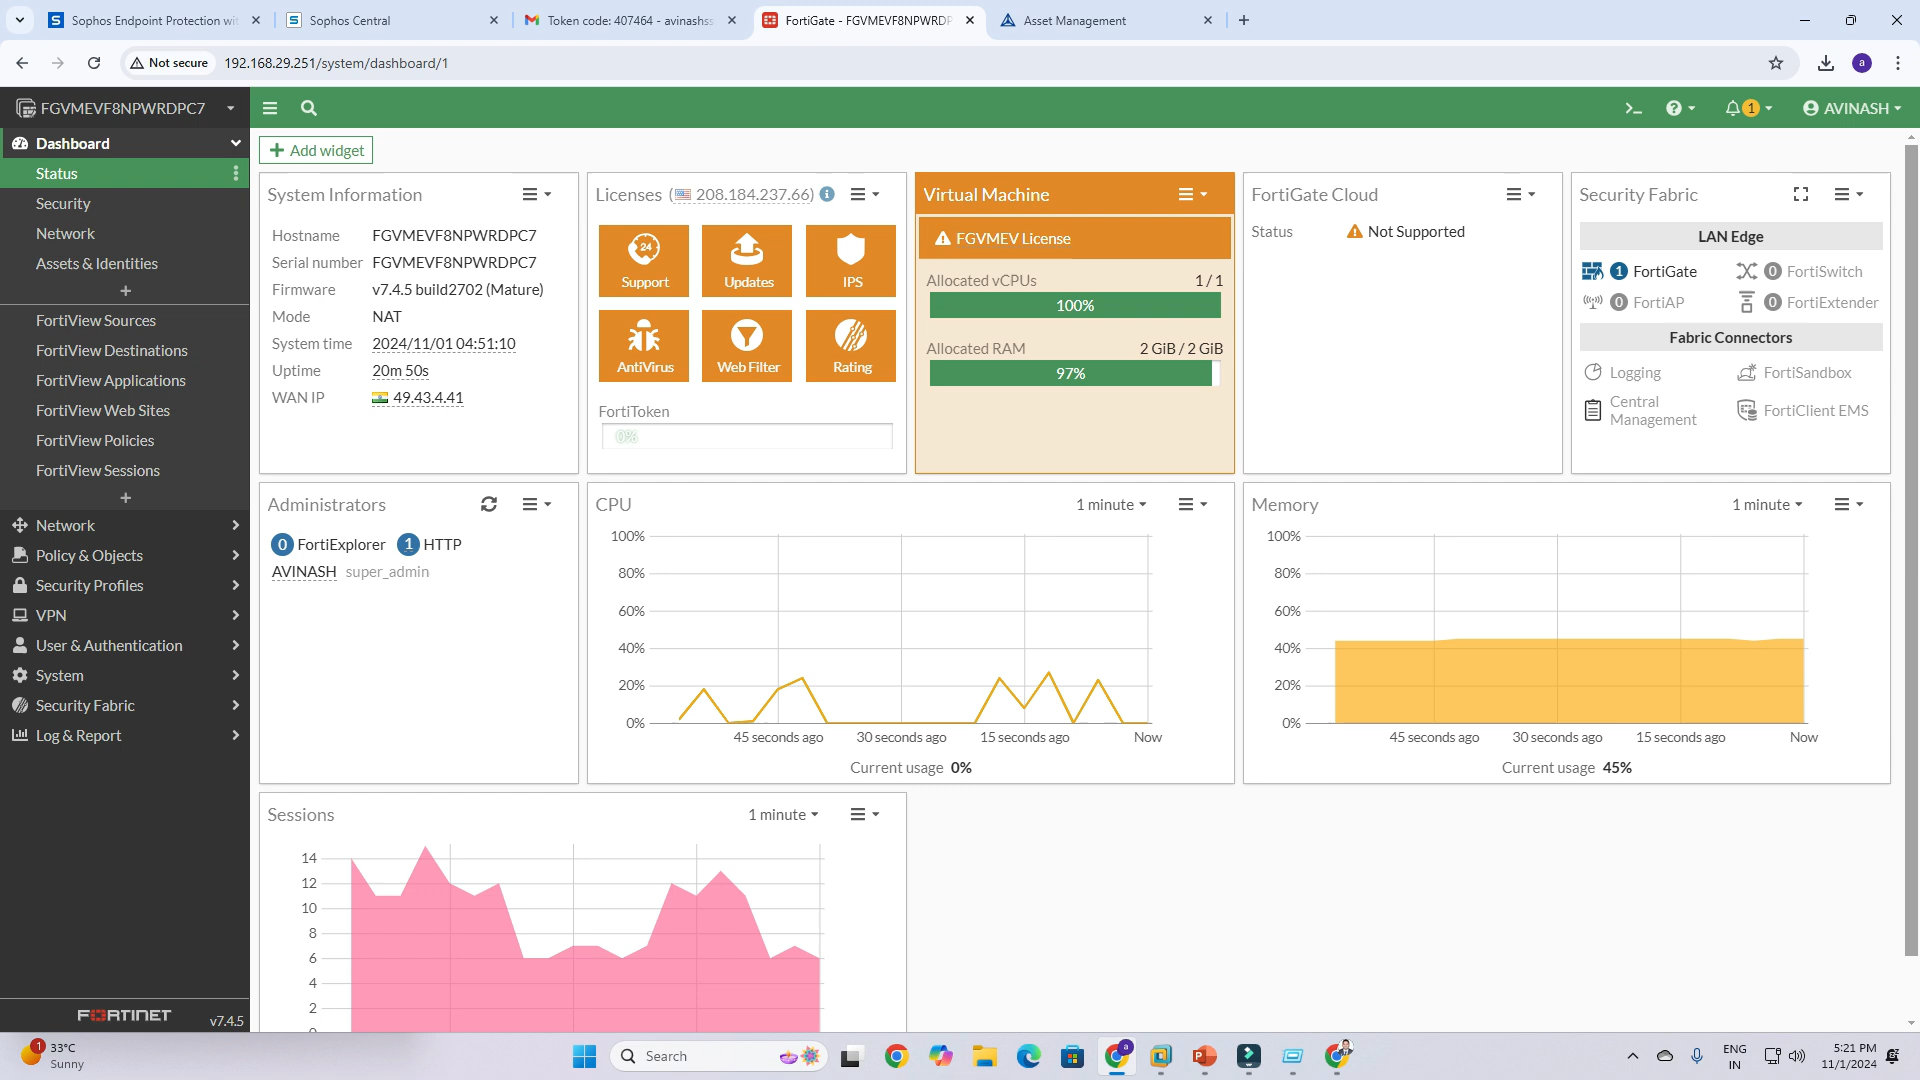 Sophos Endpoint Protection wit
Sophos Central
Token code: 407464 - avinashss
FortiGate - FGVMEVF8NPWRDP
Asset Management
Not secure
192.168.29.251/system/dashboard/1
a
FGVMEVF8NPWRDPC7
1
AVINASH
Dashboard
Status
Security
Network
Assets & Identities
FortiView Sources
FortiView Destinations
FortiView Applications
FortiView Web Sites
FortiView Policies
FortiView Sessions
Network
Policy & Objects
Security Profiles
VPN
User & Authentication
System
Security Fabric
Log & Report
FORTINET
v7.4.5
Add widget
System Information
Hostname FGVMEVF8NPWRDPC7
Serial number FGVMEVF8NPWRDPC7
Firmware v7.4.5 build2702 (Mature)
Mode NAT
System time 2024/11/01 04:51:10
Uptime 20m 50s
WAN IP 49.43.4.41
Licenses (208.184.237.66)
24
Support
Updates
IPS
AntiVirus
Web Filter
Rating
FortiToken
0%
Virtual Machine
FGVMEV License
Allocated vCPUs 1 / 1
100%
Allocated RAM 2 GiB / 2 GiB
97%
FortiGate Cloud
Status Not Supported
Security Fabric
LAN Edge
1 FortiGate
0 FortiSwitch
0 FortiAP
0 FortiExtender
Fabric Connectors
Logging
FortiSandbox
Central
Management
FortiClient EMS
Administrators
0 FortiExplorer 1 HTTP
AVINASH super_admin
CPU
1 minute
100%
80%
60%
40%
20%
0%
45 seconds ago
30 seconds ago
15 seconds ago
Now
Current usage 0%
Memory
1 minute
100%
80%
60%
40%
20%
0%
45 seconds ago
30 seconds ago
15 seconds ago
Now
Current usage 45%
Sessions
1 minute
14
12
10
8
6
4
2
0
1
33°C
Sunny
Search
a
ENG
IN
5:21 PM
11/1/2024